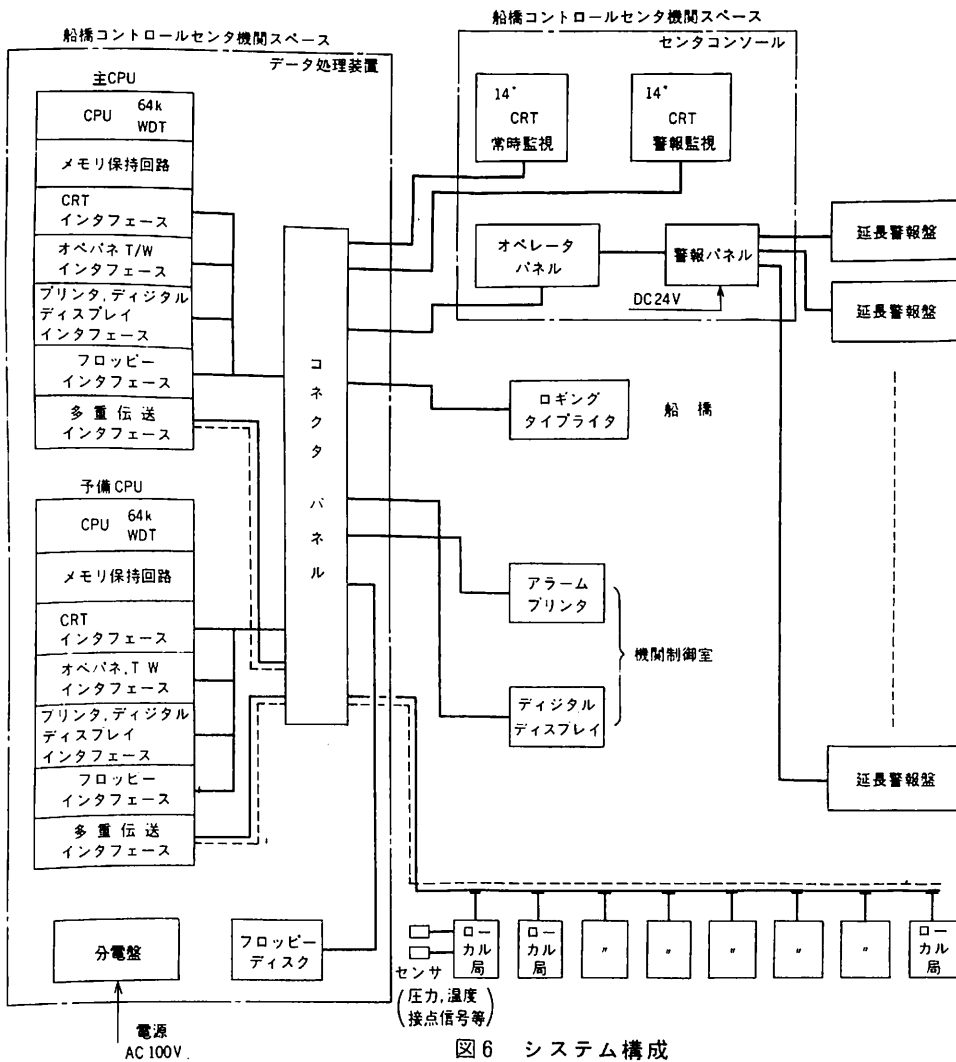 船橋コントロールセンタ機関スペース
データ処理装置
主CPU
CPU 64k
WDT
メモリ保持回路
CRT
インタフェース
オペパネ T/W
インタフェース
プリンタ,ディジタル
ディスプレイ
インタフェース
フロッピー
インタフェース
多重伝送
インタフェース
予備CPU
CPU 64k
WDT
メモリ保持回路
CRT
インタフェース
オペパネ,T W
インタフェース
プリンタ,ディジタル
ディスプレイ
インタフェース
フロッピー
インタフェース
多重伝送
インタフェース
分電盤
フロッピー
ディスク
電源
AC 100V
コネクタパネル
船橋コントロールセンタ機関スペース
センタコンソール
14"
CRT
常時監視
14"
CRT
警報監視
オペレータ
パネル
警報パネル
DC24V
延長警報盤
延長警報盤
延長警報盤
ロギング
タイプライタ
船橋
アラーム
プリンタ
ディジタル
ディスプレイ
機関制御室
センサ
(圧力,温度
接点信号等)
ローカル局
ローカル局
〃
〃
〃
〃
〃
ローカル局
図6 システム構成